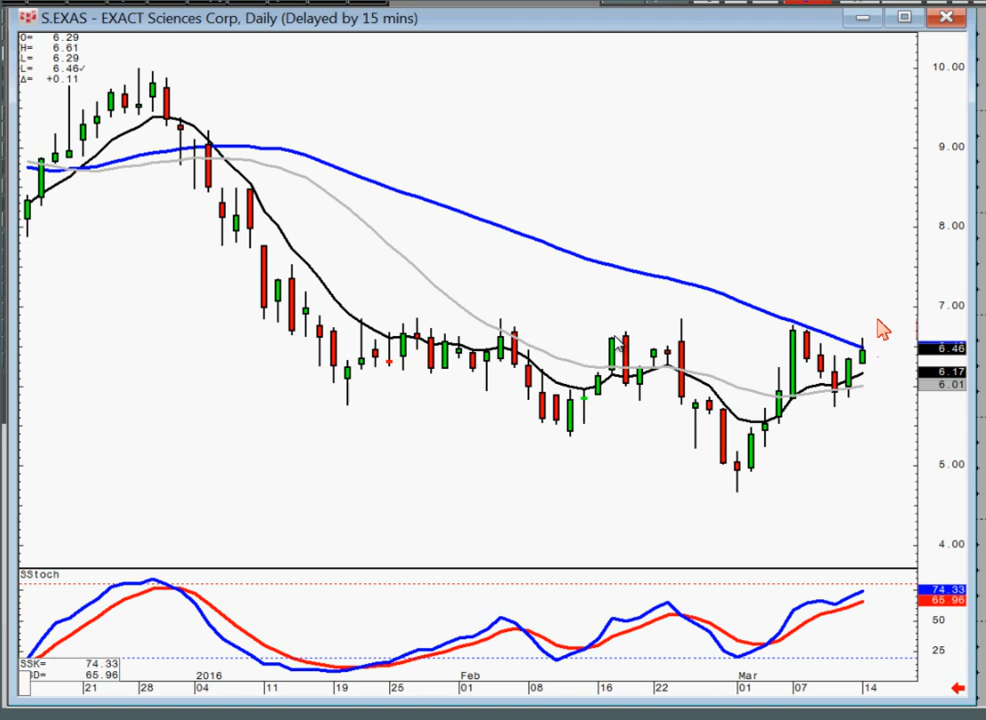 S.EXAS - EXACT Sciences Corp, Daily (Delayed by 15 mins)
O= 6.29
H= 6.61
L= 6.29
L= 6.46✓
Δ= +0.11
10.00
9.00
8.00
7.00
6.46
6.17
6.01
5.00
4.00
SStoch
74.33
65.96
50
25
SSK= 74.33
SD= 65.96
2016 Feb Mar
21 28 04 11 19 25 01 08 16 22 01 07 14